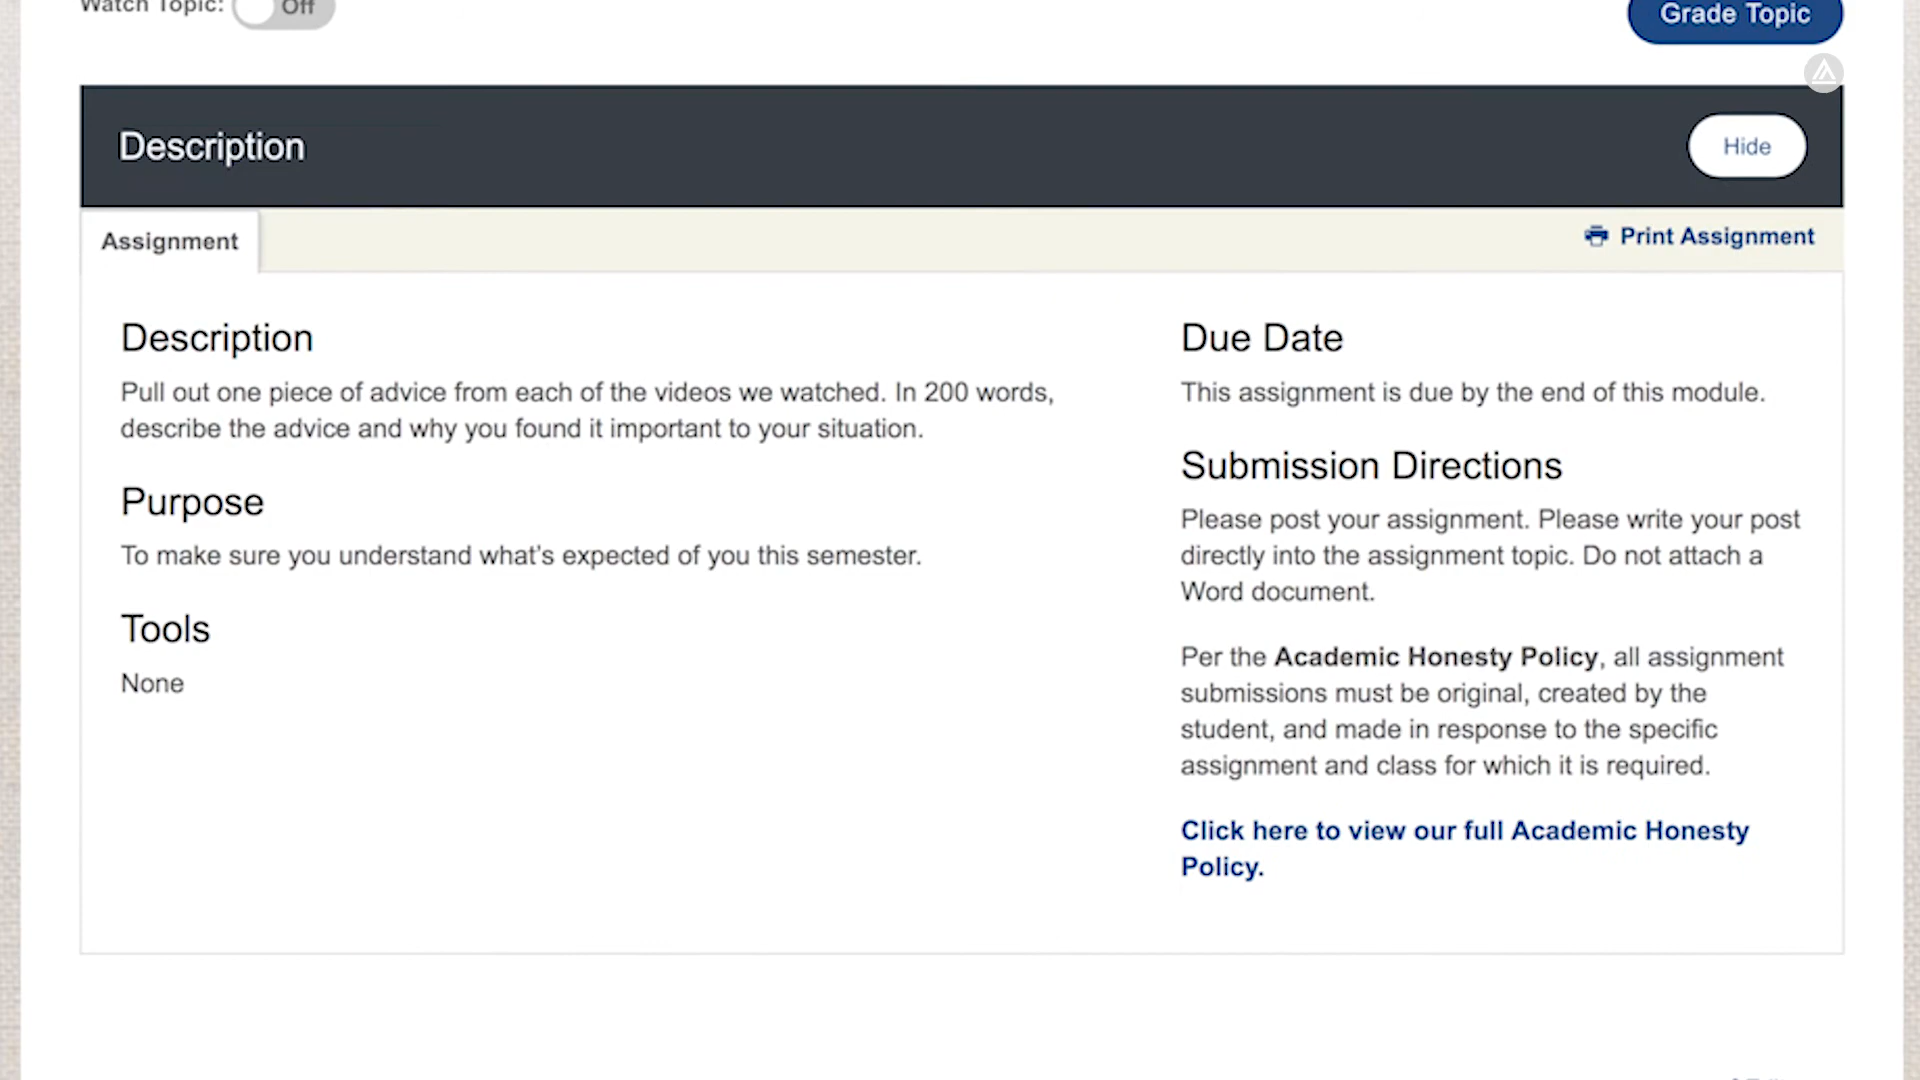 Watch Topic: Off
Grade Topic
Description
Hide
Assignment
Print Assignment
Description
Pull out one piece of advice from each of the videos we watched. In 200 words,
describe the advice and why you found it important to your situation.
Purpose
To make sure you understand what's expected of you this semester.
Tools
None
Due Date
This assignment is due by the end of this module.
Submission Directions
Please post your assignment. Please write your post
directly into the assignment topic. Do not attach a
Word document.
Per the Academic Honesty Policy, all assignment
submissions must be original, created by the
student, and made in response to the specific
assignment and class for which it is required.
Click here to view our full Academic Honesty
Policy.